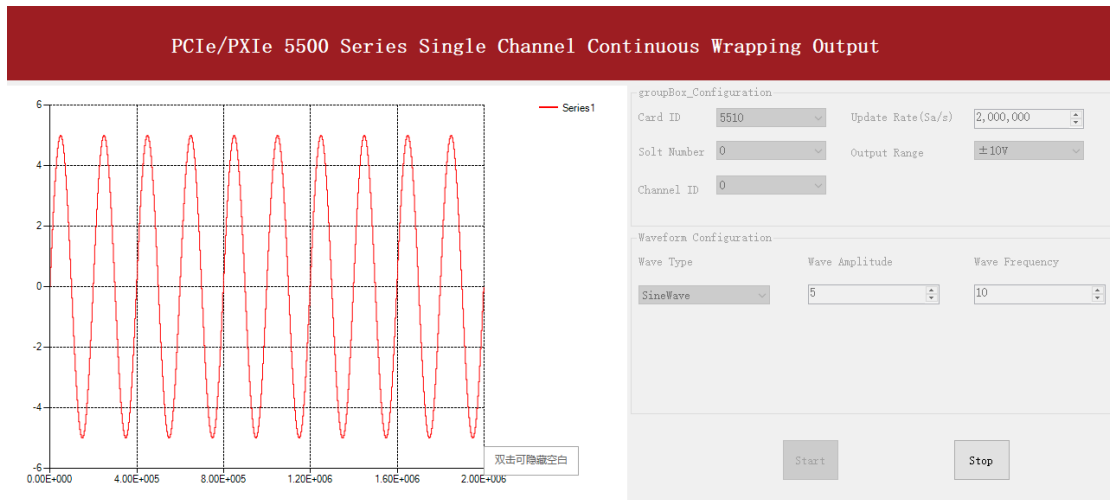 PCIe/PXIe 5500 Series Single Channel Continuous Wrapping Output
6
4
2
0
-2
-4
-6
0.00E+000
4.00E+005
8.00E+005
1.20E+006
1.60E+006
2.00E+006
Series1
双击可隐藏空白
groupBox_Configuration
Card ID 5510 Update Rate(Sa/s) 2,000,000
Solt Number 0 Output Range ±10V
Channel ID 0
Waveform Configuration
Wave Type Wave Amplitude Wave Frequency
SineWave 5 10
Start Stop